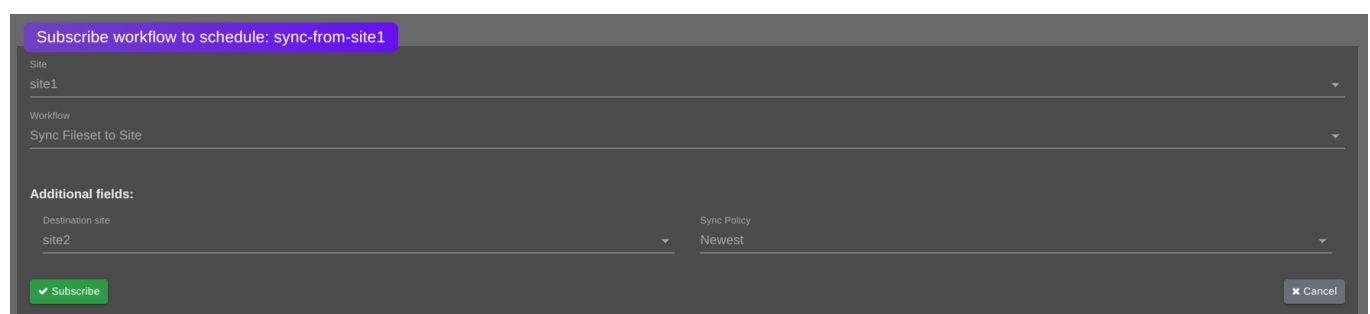 Subscribe workflow to schedule: sync-from-site1
Site
site1
Workflow
Sync Fileset to Site
Additional fields:
Destination site
site2
Sync Policy
Newest
Subscribe
Cancel